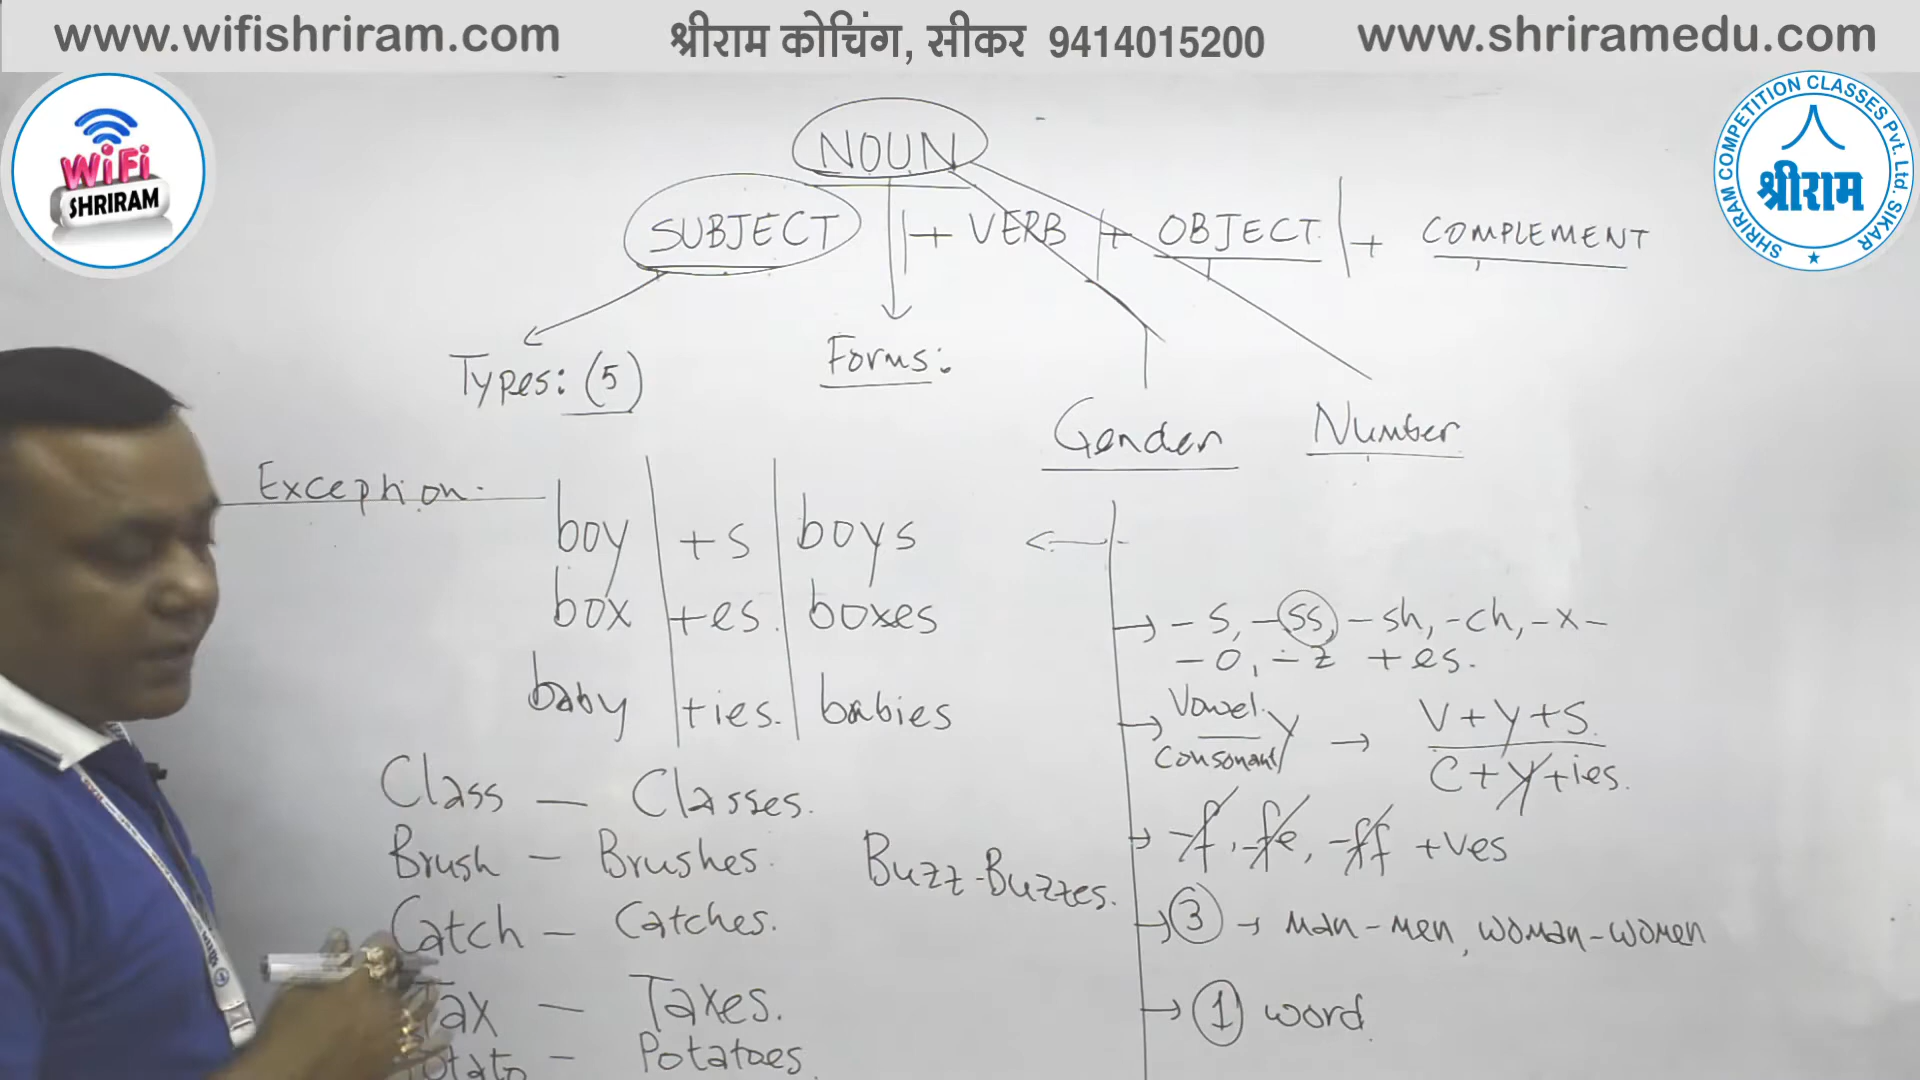 www.wifishriram.com श्रीराम कोचिंग, सीकर 9414015200 www.shriramedu.com
WiFi
SHRIRAM
SHRIRAM COMPETITION CLASSES Pvt. Ltd. SIKAR
श्रीराम
NOUN
SUBJECT + VERB + OBJECT + COMPLEMENT
Types: (5)
Forms:
Gender
Number
Exception.
boy +s boys
box +es. boxes
baby +ies. babies
Class — Classes.
Brush — Brushes.
Catch — Catches.
Tax — Taxes.
Potato — Potatoes
Buzz-Buzzes.
→ - s, - ss, - sh, -ch, -x-
- o, - z + es.
→ Vowel y → V+y+s.
Consonant C+y+ies.
→ -f, -fe, -ff +ves
→ 3 → man-men, woman-women
→ 1 word